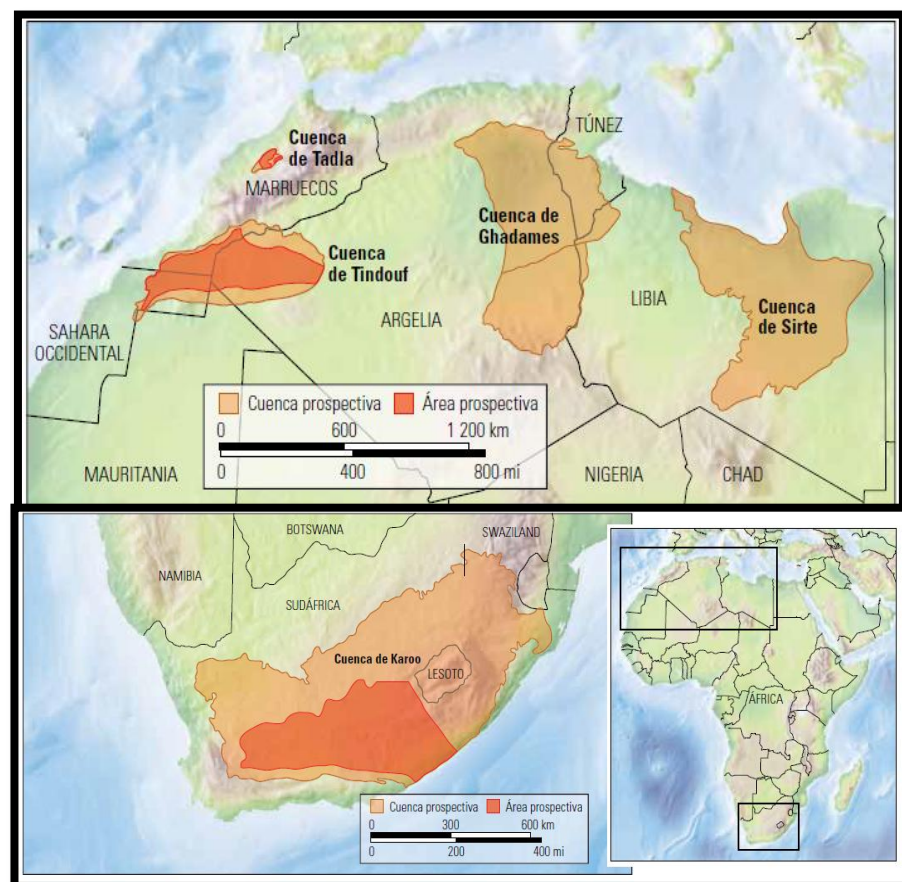 TÚNEZ
Cuenca
de Tadla
MARRUECOS
Cuenca de
Ghadames
Cuenca
de Tindouf
LIBIA
Cuenca
de Sirte
ARGELIA
SAHARA
OCCIDENTAL
Cuenca prospectiva Área prospectiva
0 600 1 200 km
0 400 800 mi
MAURITANIA
NIGERIA
CHAD
BOTSWANA
SWAZILAND
NAMIBIA
SUDÁFRICA
Cuenca de Karoo
LESOTO
Cuenca prospectiva Área prospectiva
0 300 600 km
0 200 400 mi
ÁFRICA